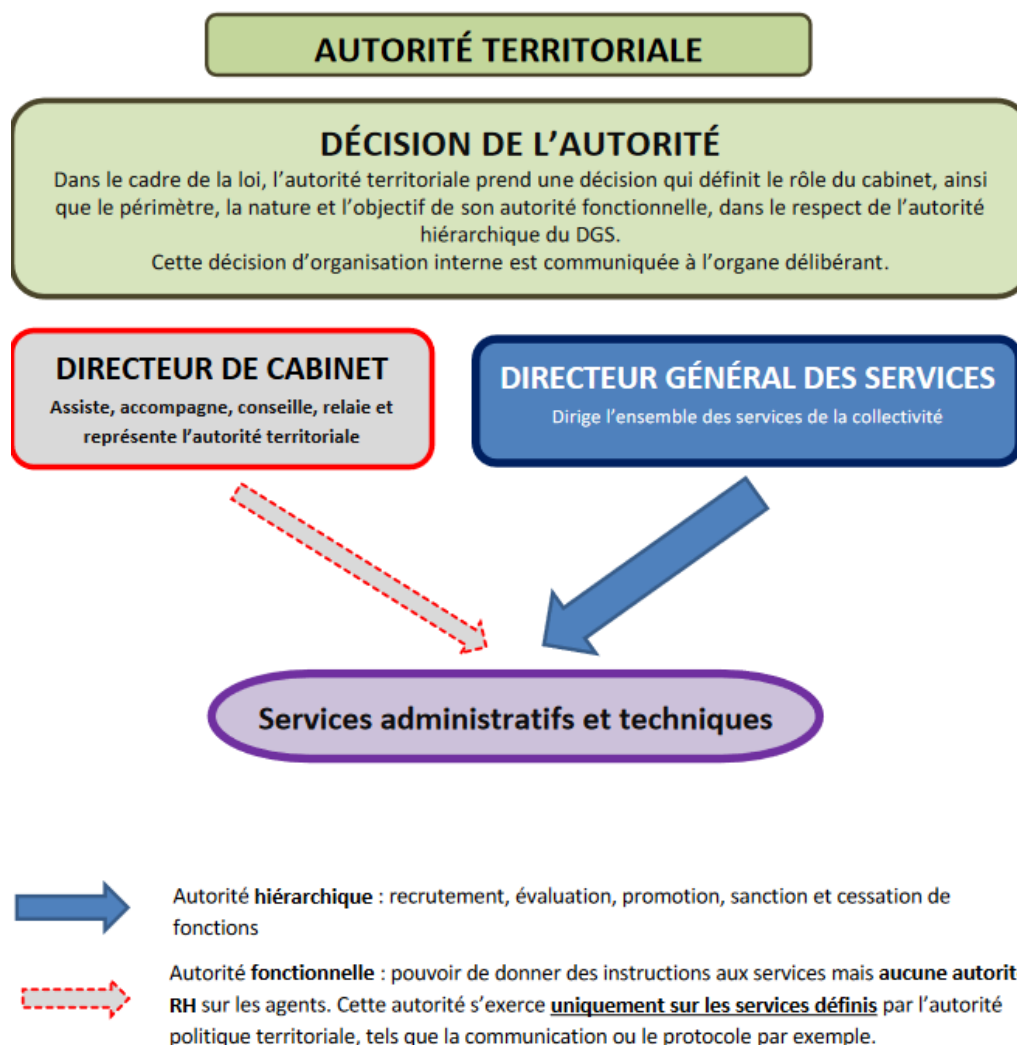 AUTORITÉ TERRITORIALE
DÉCISION DE L’AUTORITÉ
Dans le cadre de la loi, l’autorité territoriale prend une décision qui définit le rôle du cabinet, ainsi
que le périmètre, la nature et l’objectif de son autorité fonctionnelle, dans le respect de l’autorité
hiérarchique du DGS.
Cette décision d’organisation interne est communiquée à l’organe délibérant.
DIRECTEUR DE CABINET
Assiste, accompagne, conseille, relaie et
représente l’autorité territoriale
DIRECTEUR GÉNÉRAL DES SERVICES
Dirige l’ensemble des services de la collectivité
Services administratifs et techniques
Autorité hiérarchique : recrutement, évaluation, promotion, sanction et cessation de
fonctions
Autorité fonctionnelle : pouvoir de donner des instructions aux services mais aucune autorit
RH sur les agents. Cette autorité s’exerce uniquement sur les services définis par l’autorité
politique territoriale, tels que la communication ou le protocole par exemple.